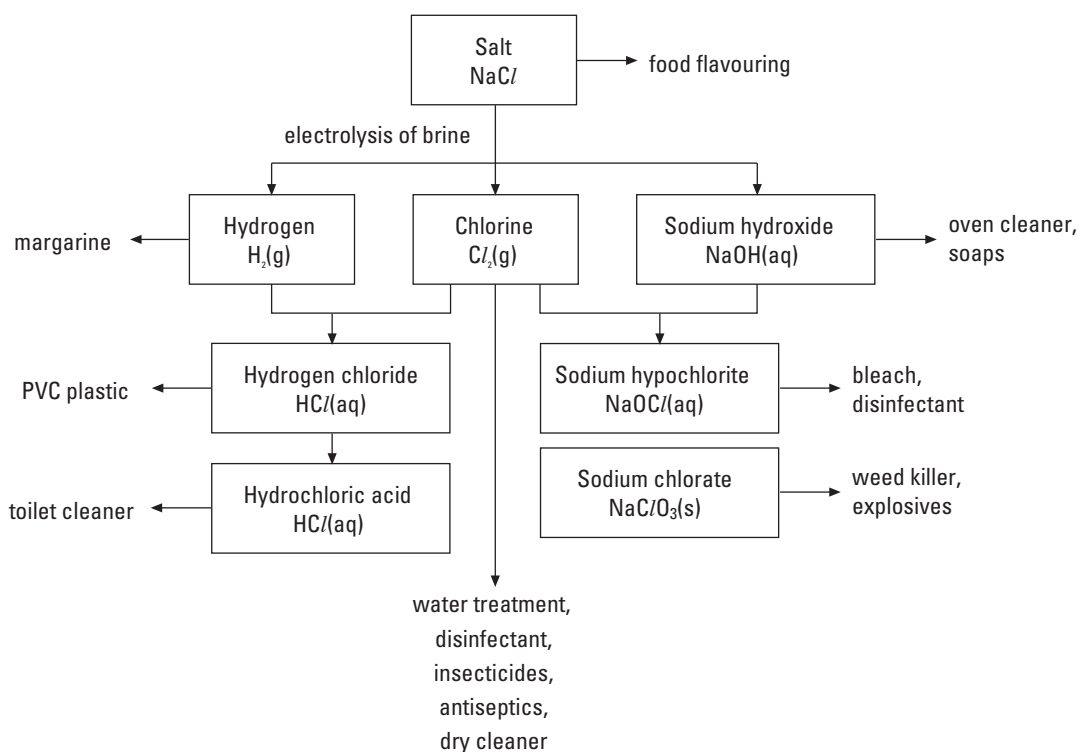 Salt
NaCl
food flavouring
electrolysis of brine
margarine
Hydrogen
H₂(g)
Chlorine
Cl₂(g)
Sodium hydroxide
NaOH(aq)
oven cleaner,
soaps
PVC plastic
Hydrogen chloride
HCl(aq)
Sodium hypochlorite
NaOCl(aq)
bleach,
disinfectant
toilet cleaner
Hydrochloric acid
HCl(aq)
Sodium chlorate
NaClO₃(s)
weed killer,
explosives
water treatment,
disinfectant,
insecticides,
antiseptics,
dry cleaner